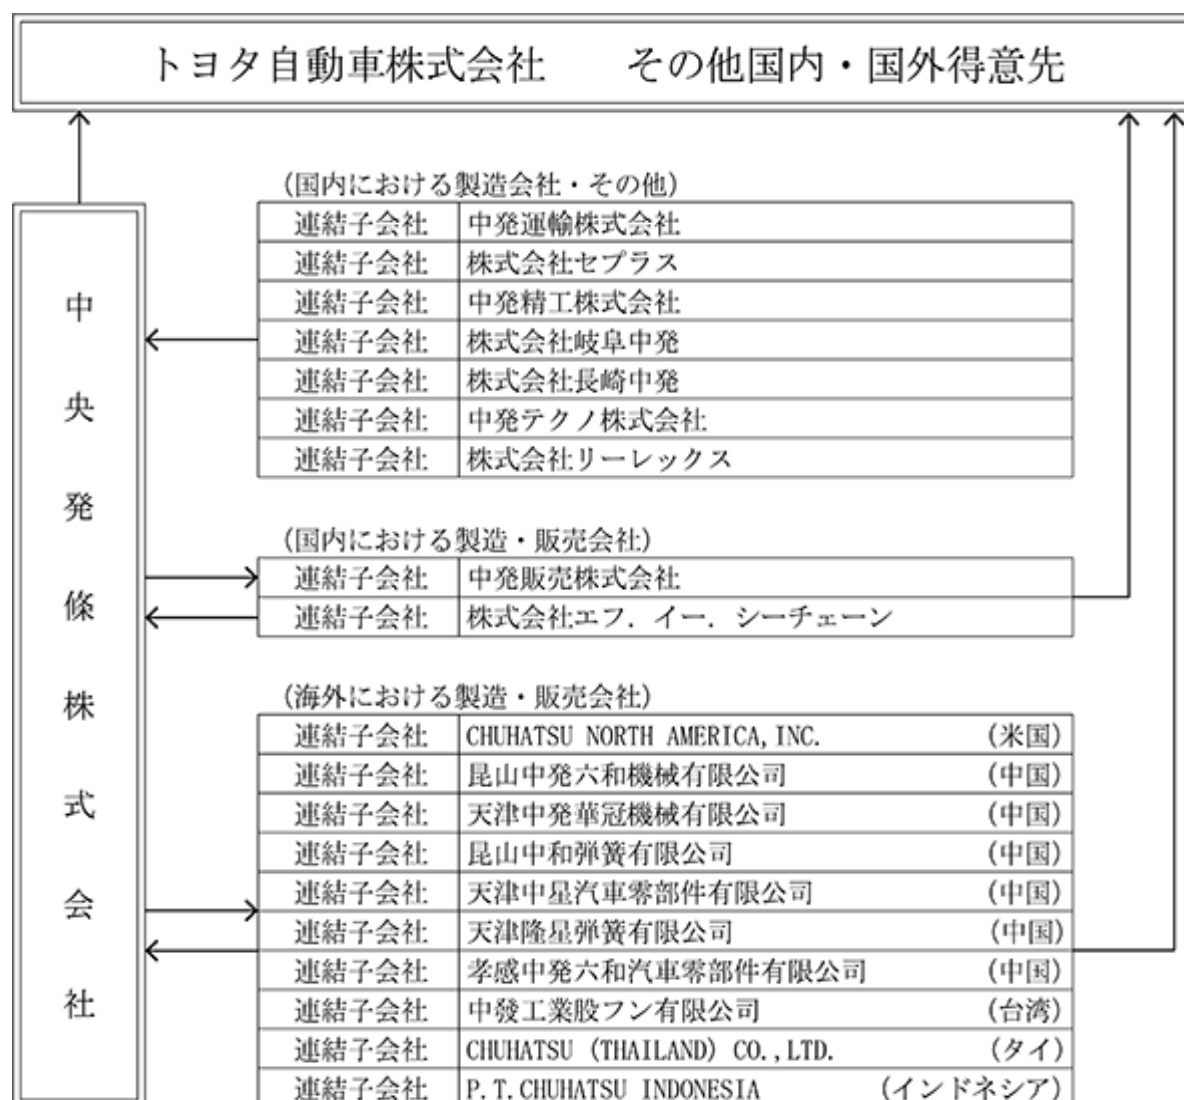 トヨタ自動車株式会社　　その他国内・国外得意先
中央発條株式会社
（国内における製造会社・その他）
連結子会社 中発運輸株式会社
連結子会社 株式会社セプラス
連結子会社 中発精工株式会社
連結子会社 株式会社岐阜中発
連結子会社 株式会社長崎中発
連結子会社 中発テクノ株式会社
連結子会社 株式会社リーレックス
（国内における製造・販売会社）
連結子会社 中発販売株式会社
連結子会社 株式会社エフ．イー．シーチェーン
（海外における製造・販売会社）
連結子会社 CHUHATSU NORTH AMERICA,INC. （米国）
連結子会社 昆山中発六和機械有限公司 （中国）
連結子会社 天津中発華冠機械有限公司 （中国）
連結子会社 昆山中和弾簧有限公司 （中国）
連結子会社 天津中星汽車零部件有限公司 （中国）
連結子会社 天津隆星弾簧有限公司 （中国）
連結子会社 孝感中発六和汽車零部件有限公司 （中国）
連結子会社 中發工業股フン有限公司 （台湾）
連結子会社 CHUHATSU (THAILAND) CO.,LTD. （タイ）
連結子会社 P.T.CHUHATSU INDONESIA （インドネシア）